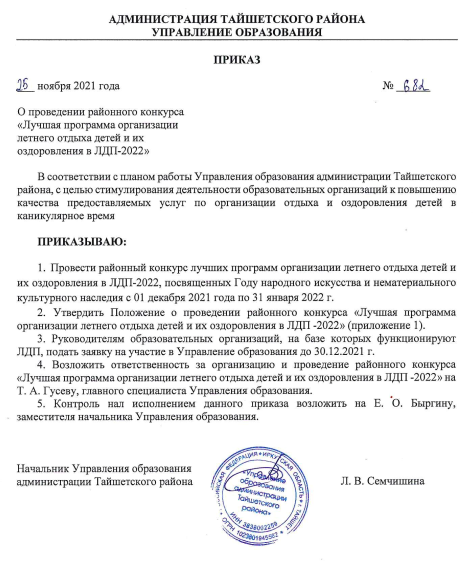 АДМИНИСТРАЦИЯ ТАЙШЕТСКОГО РАЙОНА
УПРАВЛЕНИЕ ОБРАЗОВАНИЯ
ПРИКАЗ
25 ноября 2021 года № 682
О проведении районного конкурса
«Лучшая программа организации
летнего отдыха детей и их
оздоровления в ЛДП-2022»
В соответствии с планом работы Управления образования администрации Тайшетского
района, с целью стимулирования деятельности образовательных организаций к повышению
качества предоставляемых услуг по организации отдыха и оздоровления детей в
каникулярное время
ПРИКАЗЫВАЮ:
1. Провести районный конкурс лучших программ организации летнего отдыха детей и
их оздоровления в ЛДП-2022, посвященных Году народного искусства и нематериального
культурного наследия с 01 декабря 2021 года по 31 января 2022 г.
2. Утвердить Положение о проведении районного конкурса «Лучшая программа
организации летнего отдыха детей и их оздоровления в ЛДП -2022» (приложение 1).
3. Руководителям образовательных организаций, на базе которых функционируют
ЛДП, подать заявку на участие в Управление образования до 30.12.2021 г.
4. Возложить ответственность за организацию и проведение районного конкурса
«Лучшая программа организации летнего отдыха детей и их оздоровления в ЛДП -2022» на
Т. А. Гусеву, главного специалиста Управления образования.
5. Контроль нал исполнением данного приказа возложить на Е. О. Быргину,
заместителя начальника Управления образования.
Начальник Управления образования
администрации Тайшетского района Л. В. Семчишина
РОССИЙСКАЯ ФЕДЕРАЦИЯ ИРКУТСКАЯ ОБЛАСТЬ г. ТАЙШЕТ
«Управление
образования
администрации
Тайшетского
района»
ИНН 3838002259
ОГРН 1023801945562